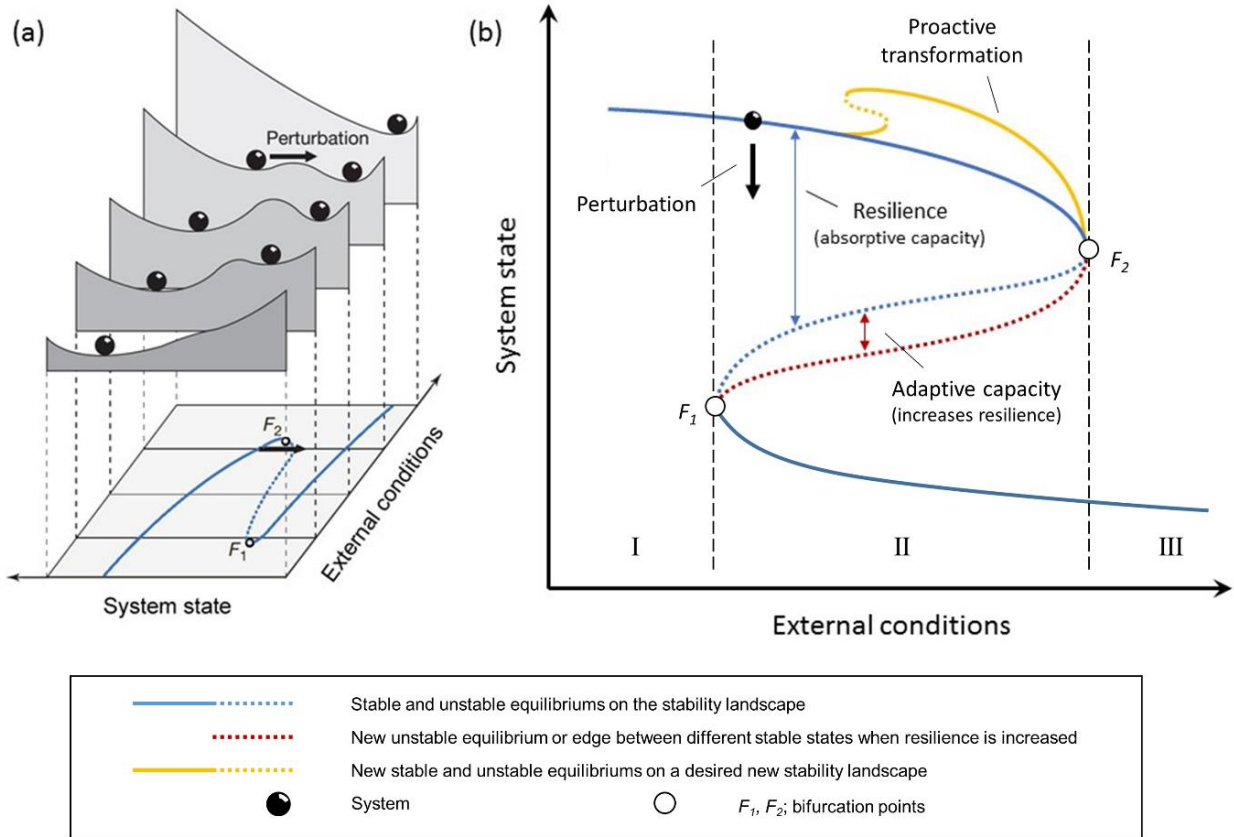 (a)
Perturbation
F2
F1
External conditions
System state
(b)
Proactive
transformation
Perturbation
Resilience
(absorptive capacity)
F2
Adaptive capacity
(increases resilience)
F1
System state
I
II
III
External conditions
Stable and unstable equilibriums on the stability landscape
New unstable equilibrium or edge between different stable states when resilience is increased
New stable and unstable equilibriums on a desired new stability landscape
System
F1, F2; bifurcation points